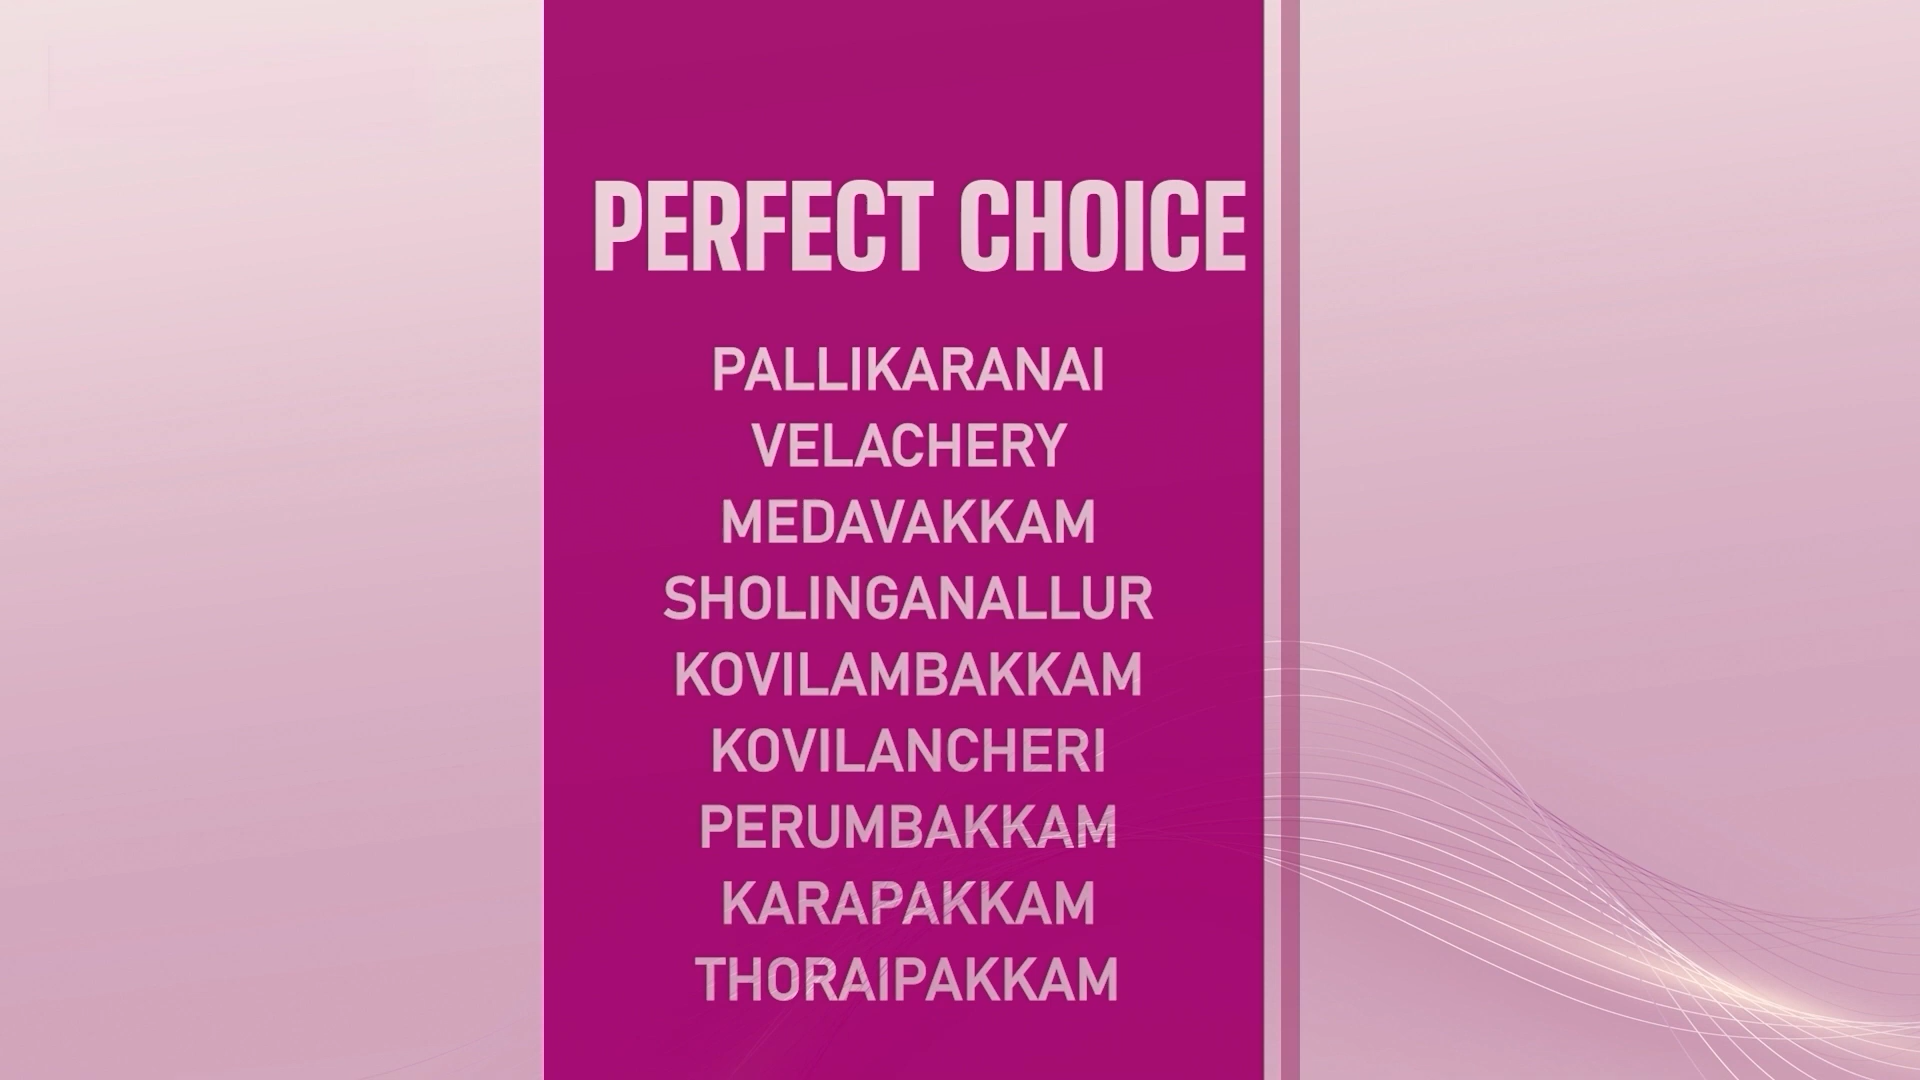 PERFECT CHOICE
PALLIKARANAI
VELACHERY
MEDAVAKKAM
SHOLINGANALLUR
KOVILAMBAKKAM
KOVILANCHERI
PERUMBAKKAM
KARAPAKKAM
THORAIPAKKAM